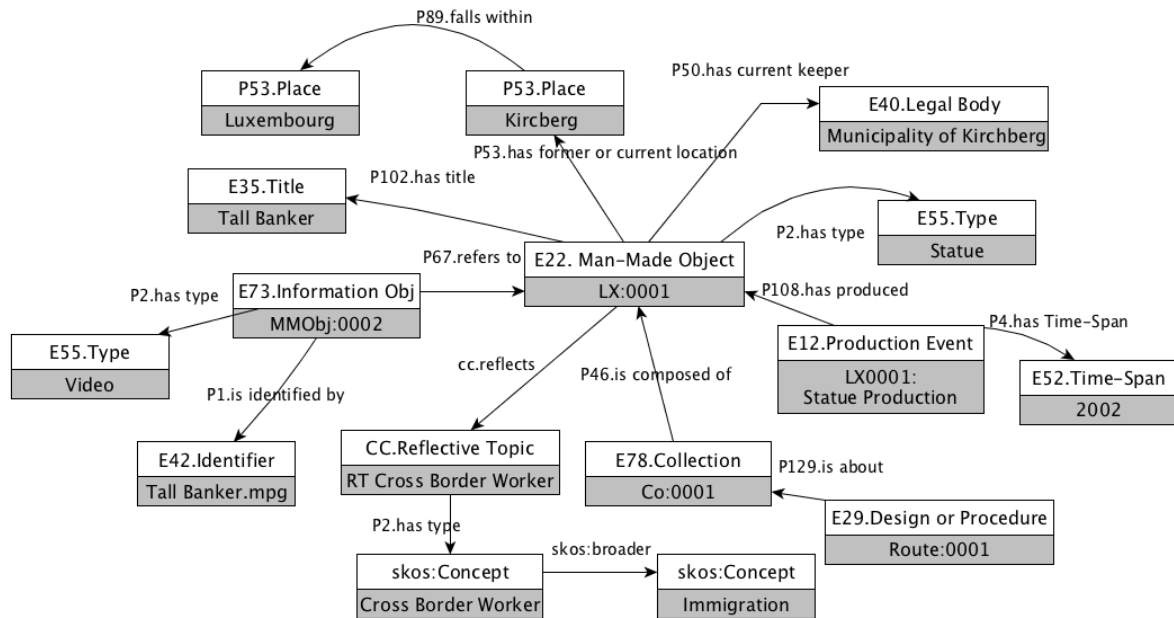 P89.falls within
P53.Place
Luxembourg
P53.Place
Kircberg
P50.has current keeper
E40.Legal Body
Municipality of Kirchberg
P53.has former or current location
E35.Title
Tall Banker
P102.has title
P2.has type
E55.Type
Statue
P67.refers to
E22. Man-Made Object
LX:0001
P2.has type
E73.Information Obj
MMObj:0002
P108.has produced
E55.Type
Video
P4.has Time-Span
E12.Production Event
LX0001:
Statue Production
E52.Time-Span
2002
cc.reflects
P46.is composed of
P1.is identified by
E42.Identifier
Tall Banker.mpg
CC.Reflective Topic
RT Cross Border Worker
E78.Collection
Co:0001
P129.is about
E29.Design or Procedure
Route:0001
P2.has type
skos:Concept
Cross Border Worker
skos:broader
skos:Concept
Immigration